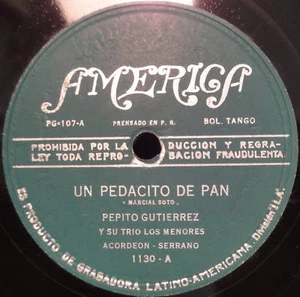 AMERICA
PG-107-A PRENSADO EN P. R. BOL. TANGO
PROHIBIDA POR LA DUCCION Y REGRA-
LEY TODA REPRO- BACION FRAUDULENTA
UN PEDACITO DE PAN
- MARCIAL SOTO -
PEPITO GUTIERREZ
Y SU TRIO LOS MENORES
ACORDEON - SERRANO
1130 - A
ES PRODUCTO DE GRABADORA LATINO-AMERICANA. División